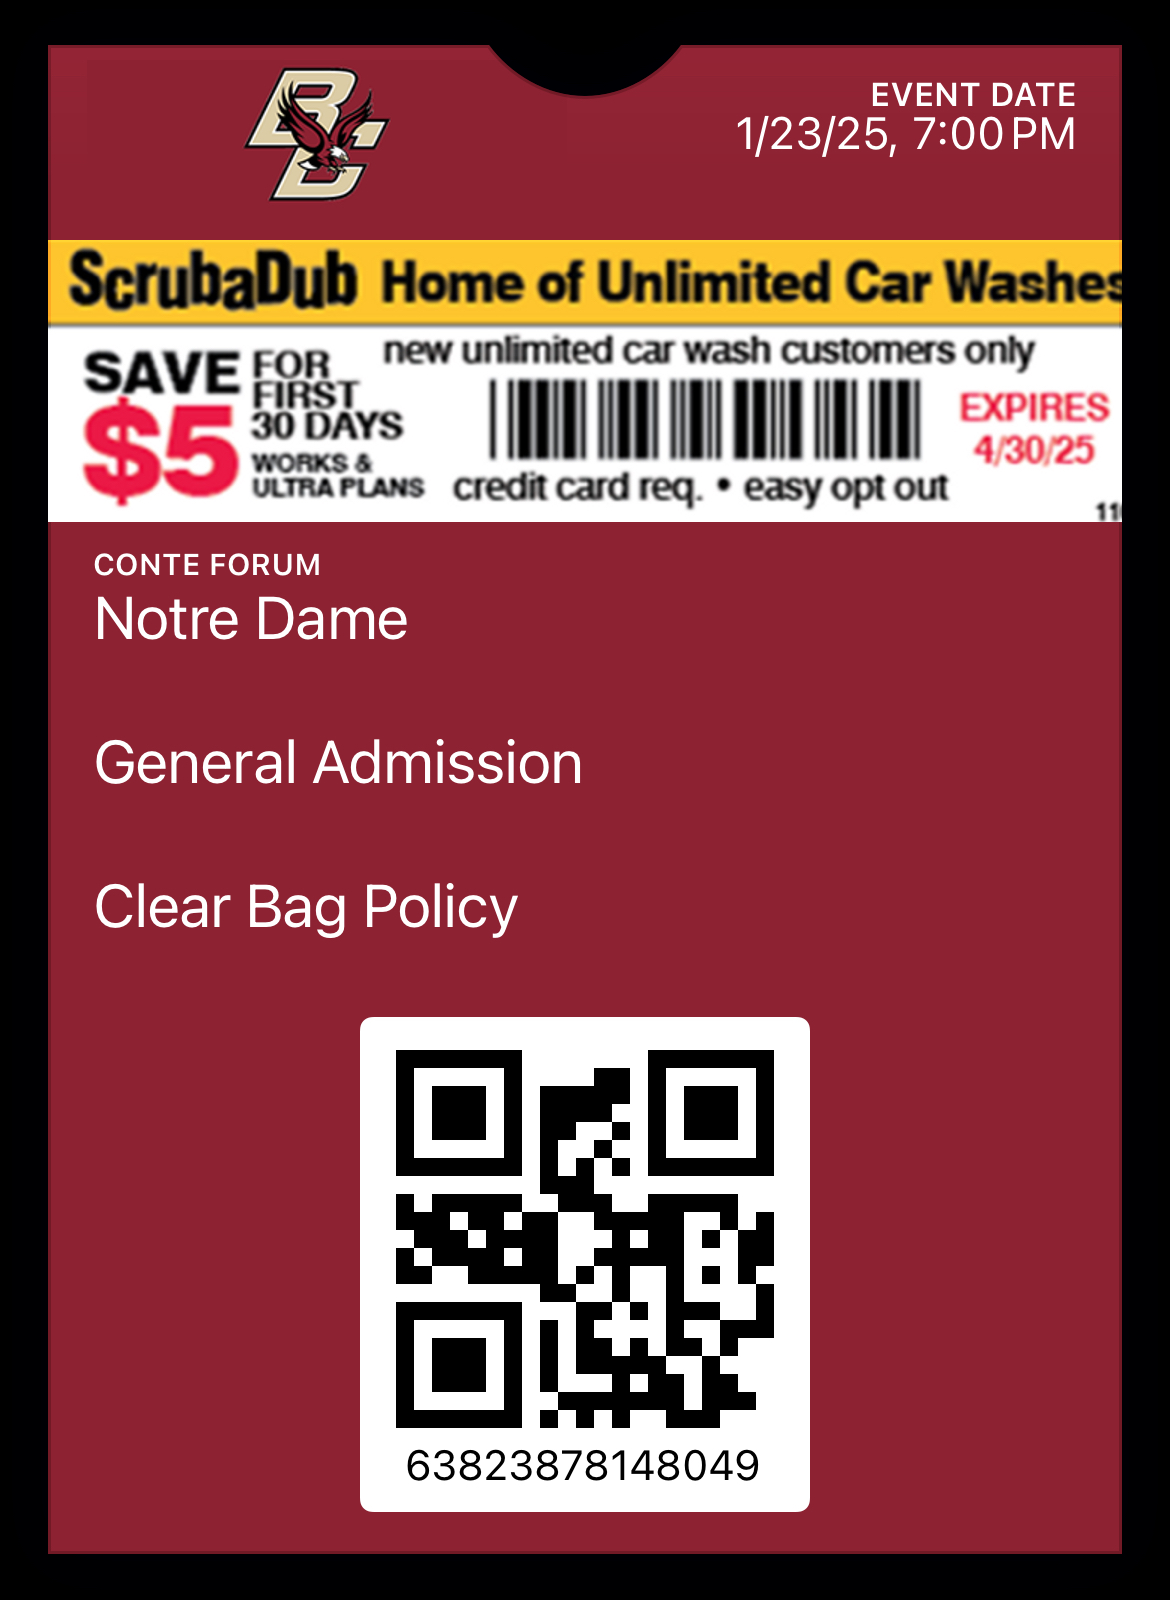 BC
EVENT DATE
1/23/25, 7:00 PM
ScrubaDub Home of Unlimited Car Washes
SAVE $5 FOR FIRST 30 DAYS
WORKS & ULTRA PLANS
new unlimited car wash customers only
credit card req. • easy opt out
EXPIRES
4/30/25
CONTE FORUM
Notre Dame
General Admission
Clear Bag Policy
63823878148049